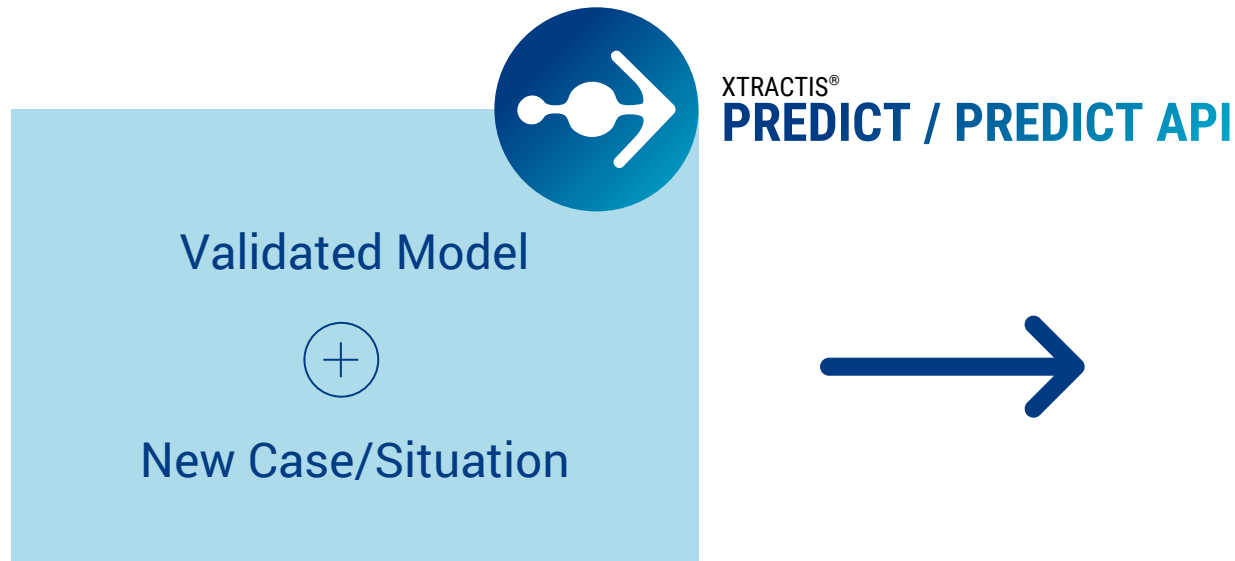 XTRACTIS®
PREDICT / PREDICT API
Validated Model
New Case/Situation